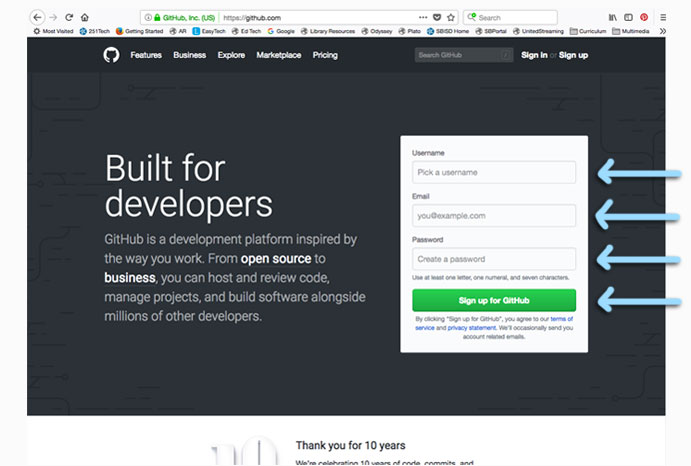 GitHub, Inc. (US)
https://github.com
Search
Most Visited
251Tech
Getting Started
AR
EasyTech
Ed Tech
Google
Library Resources
Odyssey
Plato
SBISD Home
SBPortal
UnitedStreaming
Curriculum
Multimedia
Features
Business
Explore
Marketplace
Pricing
Search GitHub
/
Sign in or Sign up
Built for
developers
GitHub is a development platform inspired by
the way you work. From open source to
business, you can host and review code,
manage projects, and build software alongside
millions of other developers.
Username
Pick a username
Email
you@example.com
Password
Create a password
Use at least one letter, one numeral, and seven characters.
Sign up for GitHub
By clicking "Sign up for GitHub", you agree to our terms of
service and privacy statement. We'll occasionally send you
account related emails.
10
Thank you for 10 years
We're celebrating 10 years of code, commits, and